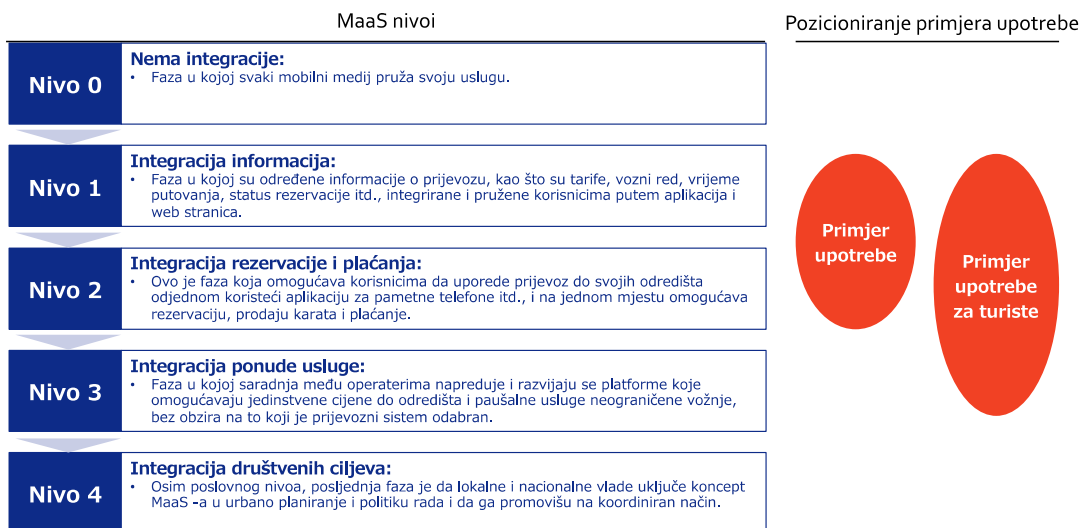 MaaS nivoi
Pozicioniranje primjera upotrebe
Nivo 0
Nema integracije:
• Faza u kojoj svaki mobilni medij pruža svoju uslugu.
Nivo 1
Integracija informacija:
• Faza u kojoj su određene informacije o prijevozu, kao što su tarife, vozni red, vrijeme
putovanja, status rezervacije itd., integrirane i pružene korisnicima putem aplikacija i
web stranica.
Nivo 2
Integracija rezervacije i plaćanja:
• Ovo je faza koja omogućava korisnicima da uporede prijevoz do svojih odredišta
odjednom koristeći aplikaciju za pametne telefone itd., i na jednom mjestu omogućava
rezervaciju, prodaju karata i plaćanje.
Nivo 3
Integracija ponude usluge:
• Faza u kojoj saradnja među operaterima napreduje i razvijaju se platforme koje
omogućavaju jedinstvene cijene do odredišta i paušalne usluge neograničene vožnje,
bez obzira na to koji je prijevozni sistem odabran.
Nivo 4
Integracija društvenih ciljeva:
• Osim poslovnog nivoa, posljednja faza je da lokalne i nacionalne vlade uključe koncept
MaaS -a u urbano planiranje i politiku rada i da ga promovišu na koordiniran način.
Primjer
upotrebe
Primjer
upotrebe
za turiste